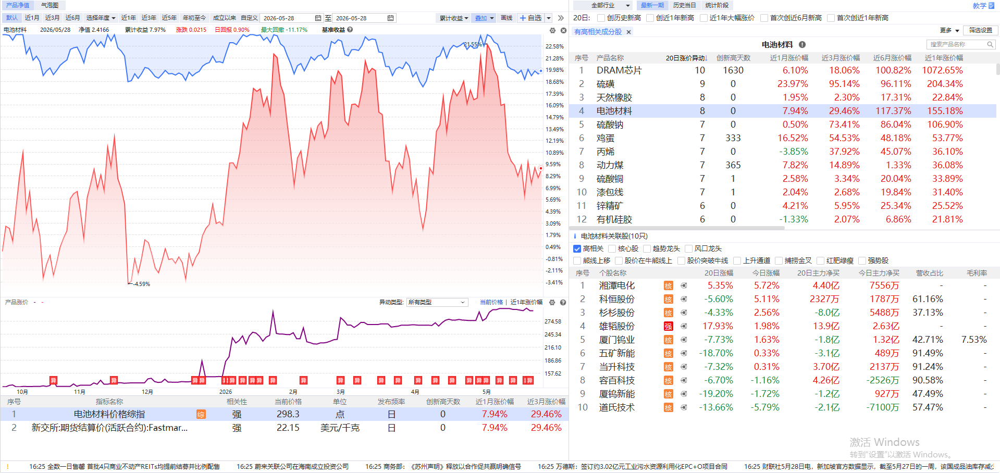 产品净值 气泡图
默认 近1月 近3月 近6月 选择年度 近1年 近3年 近5年 年初至今 成立以来 自定义 2026-05-28 至 2026-05-28 累计收益 叠加 画线 自选
电池材料 2026/05/28 净值 2.4166 累计收益 7.97% 涨跌 0.0215 日回报 0.90% 最大回撤 -11.17% 基准收益
21.55%
22.58%
21.28%
19.98%
18.68%
17.39%
16.09%
14.79%
13.49%
12.19%
10.89%
9.59%
8.29%
6.99%
5.69%
4.39%
3.09%
1.79%
0.49%
-0.81%
-2.11%
-3.41%
-4.59%
产品涨价 - - 异动类型: 所有类型 当前价格 | 近1年涨价幅
274.58
245.34
216.10
186.86
157.62
异 异 异 异 异 异 异 异 异 异 异 异 异 异 异 异 异 异 异 异 异 异 异
10月 11月 12月 2026 2月 3月 4月 5月
序号 指标名称 相关性 当前价格 单位 发布频率 创新高天数 近1月涨价幅 近3月涨价幅
1 电池材料价格综指 综 强 298.3 点 日 0 7.94% 29.46%
2 新交所:期货结算价(活跃合约):Fastmar... 强 22.15 美元/千克 日 0 7.94% 29.46%
全部行业 最新一期 历史当日 统计阶段 教学
20日: 创历史新高 创近1年新高 近1年大幅涨价 首次创近6月新高 首次创近1年新高
有高相关成分股 × 更多 筛选设置
电池材料 搜索产品名称
序号 产品名称 20日涨价异动↓ 创新高天数 近1月涨价幅 近3月涨价幅 近6月涨价幅 近1年涨价幅
1 DRAM芯片 10 1630 6.10% 18.06% 100.82% 1072.65%
2 硫磺 9 0 23.97% 95.14% 96.11% 204.34%
3 天然橡胶 8 0 1.95% 2.30% 17.31% 22.84%
4 电池材料 8 0 7.94% 29.46% 117.37% 155.18%
5 硫酸钠 7 0 0.50% 73.41% 86.04% 106.90%
6 鸡蛋 7 333 16.52% 54.53% 48.18% 53.77%
7 丙烯 7 0 -3.85% 37.92% 45.07% 36.10%
8 动力煤 7 365 7.82% 14.89% 1.33% 36.08%
9 硫酸铜 7 1 2.58% 3.34% 20.04% 33.89%
10 漆包线 7 1 2.04% 2.68% 19.84% 31.40%
11 锌精矿 6 0 4.21% 5.95% 25.34% 25.52%
12 有机硅胶 6 0 -1.33% 2.07% 6.86% 21.81%
电池材料关联股(10只)
高相关 核心股 趋势龙头 风口龙头
熊线上移 股价在牛熊线上 股价突破牛线 上升通道 捕捞金叉 红肥绿瘦 强势股
序号 个股名称 20日涨幅 今日涨幅 20日主力净买 今日主力净买 营收占比 毛利率
1 湘潭电化 核 5.35% 5.72% 4.40亿 7556万 - -
2 科恒股份 核 -5.60% 5.11% 2327万 1787万 61.16% -
3 杉杉股份 核 -4.33% 2.56% -8.0亿 5488万 37.13% -
4 雄韬股份 强 17.93% 1.98% 13.9亿 2.63亿 - -
5 厦门钨业 核 -7.73% 1.63% -1.8亿 1.32亿 42.71% 7.53%
6 五矿新能 核 -18.70% 0.33% -3.1亿 489万 91.49% -
7 当升科技 核 -7.32% 0.31% 3.70亿 2137万 91.24% -
8 容百科技 核 -6.70% -1.16% 4.26亿 -2526万 90.58% -
9 厦钨新能 核 -19.20% -1.72% -1.2亿 927万 47.49% -
10 道氏技术 核 -13.66% -5.79% -2.1亿 -7100万 57.47% -
激活 Windows
转到"设置"以激活 Windows。
16:25 全数一日售罄 首批4只商业不动产REITs均提前结募并比例配售 16:25 蔚来关联公司在海南成立投资公司 16:25 商务部：《苏州声明》释放以合作促共赢明确信号 16:25 万德斯：签订约3.02亿元工业污水资源利用化EPC+O项目合同 16:25 财联社5月28日电，新加坡官方数据显示，截至5月27日的一周，该国成品油库存减少